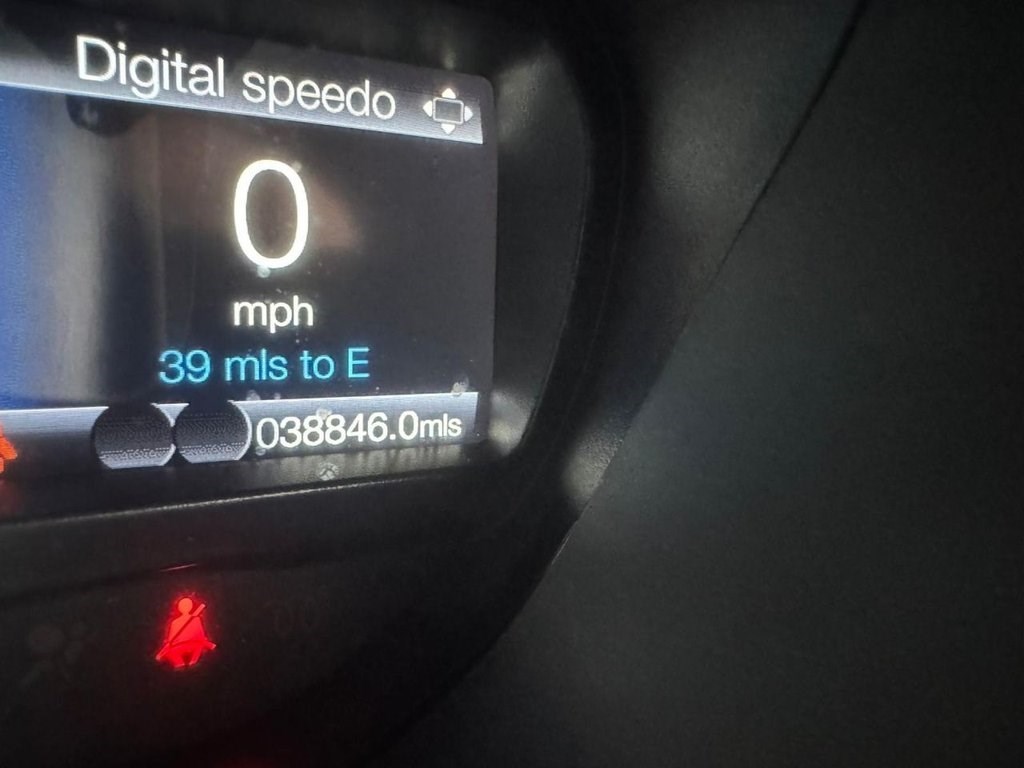 Digital speedo
0
mph
39 mls to E
038846.0mls